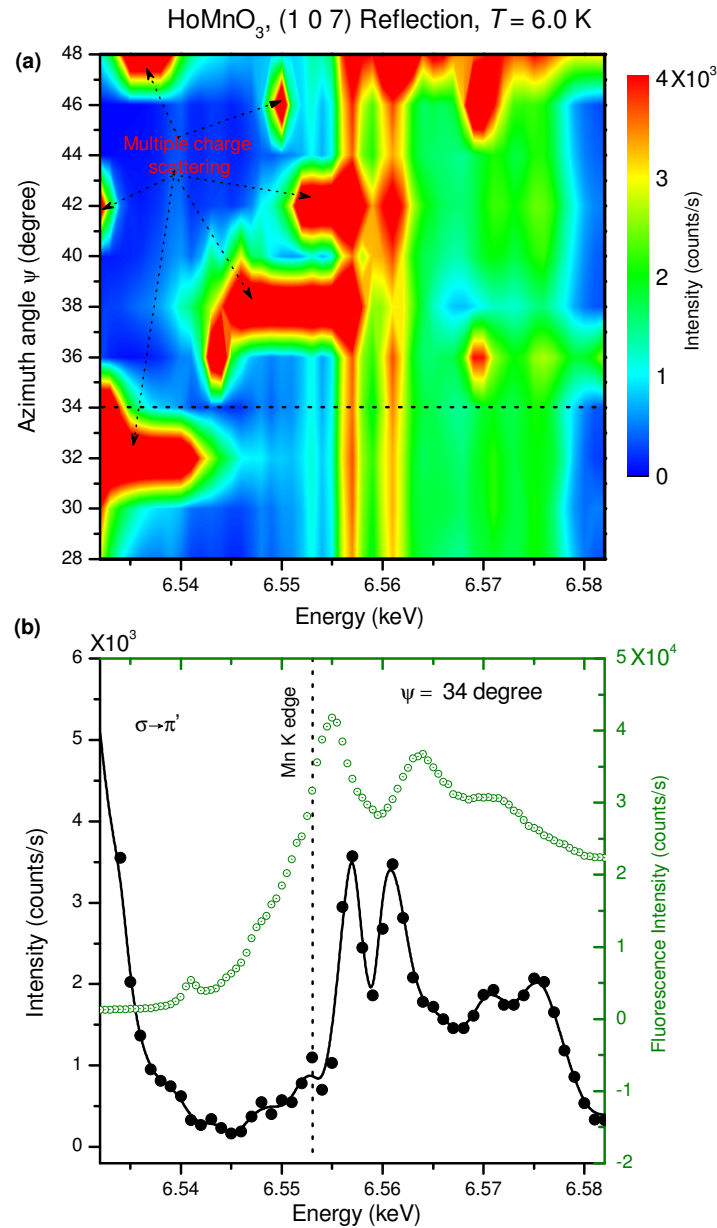 HoMnO3, (1 0 7) Reflection, T = 6.0 K
(a)
48
46
44
42
40
38
36
34
32
30
28
Azimuth angle ψ (degree)
Multiple charge
scattering
6.54
6.55
6.56
6.57
6.58
Energy (keV)
4X10³
3
2
1
0
Intensity (counts/s)
(b)
X10³
6
5
4
3
2
1
0
Intensity (counts/s)
σ→π'
Mn K edge
ψ = 34 degree
5 X10⁴
4
3
2
1
0
-1
-2
Fluorescence Intensity (counts/s)
6.54
6.55
6.56
6.57
6.58
Energy (keV)